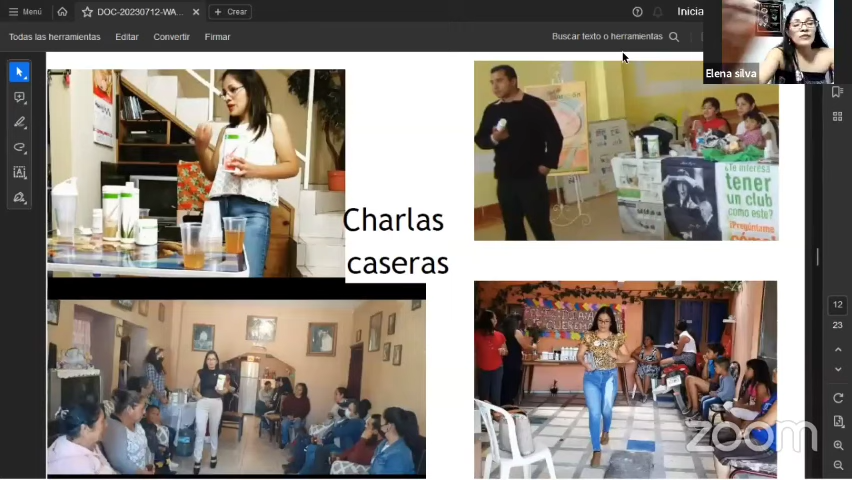 Menú
DOC-20230712-WA...
Crear
Inicia
Todas las herramientas
Editar
Convertir
Firmar
Buscar texto o herramientas
Elena silva
Charlas
caseras
¿Te interesa
tener
un club
como este?
¡Pregúntame
cómo!
12
23
zoom